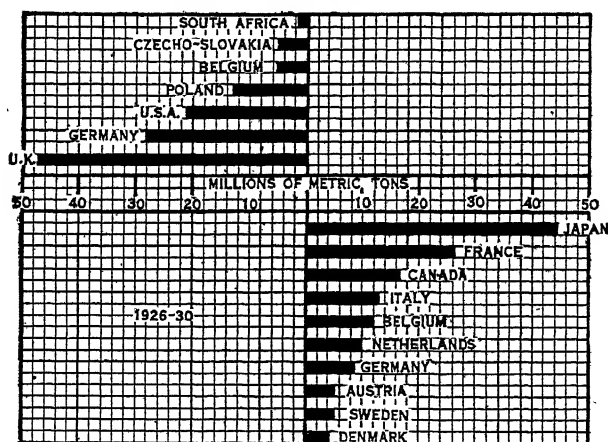 SOUTH AFRICA
CZECHO-SLOVAKIA
BELGIUM
POLAND
U.S.A.
GERMANY
U.K.
MILLIONS OF METRIC TONS
50 40 30 20 10 10 20 30 40 50
JAPAN
FRANCE
CANADA
ITALY
1926-30
BELGIUM
NETHERLANDS
GERMANY
AUSTRIA
SWEDEN
DENMARK